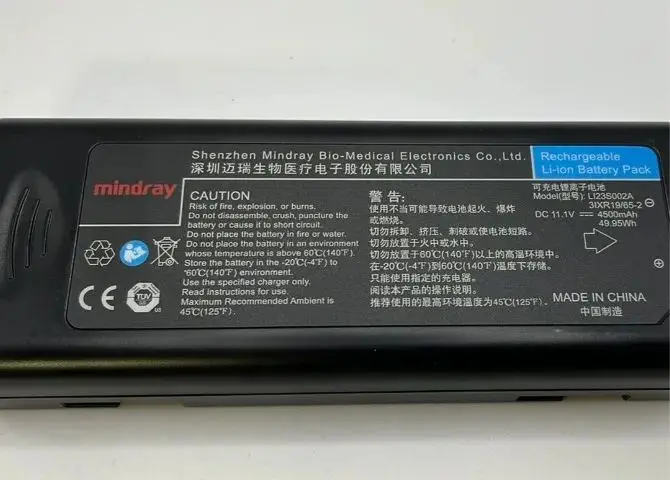 Shenzhen Mindray Bio-Medical Electronics Co.,Ltd.
深圳迈瑞生物医疗电子股份有限公司
mindray
Rechargeable
Li-ion Battery Pack
CAUTION
Risk of fire, explosion, or burns.
Do not disassemble, crush, puncture the
battery or cause it to short circuit.
Do not place the battery in fire or water.
Do not place the battery in an environment
whose temperature is above 60℃(140℉).
Store the battery in the -20℃(-4℉) to
"60℃(140℉) environment.
Use the specified charger only.
Read instructions for use.
Maximum Recommended Ambient is
45℃(125℉).
警告:
使用不当可能导致电池起火、爆炸
或燃烧。
切勿拆卸、挤压、刺破或使电池短路。
切勿放置于火中或水中。
切勿放置于60℃(140℉)以上的高温环境中。
在-20℃(-4℉)到60℃(140℉)温度下存储。
只能使用指定的充电器。
阅读本产品的操作说明。
推荐使用的最高环境温度为45℃(125℉)。
可充电锂离子电池
Model(型号): LI23S002A
3IXR19/65-2
DC 11.1V 4500mAh
49.95Wh
CE
TÜV
US
MADE IN CHINA
中国制造